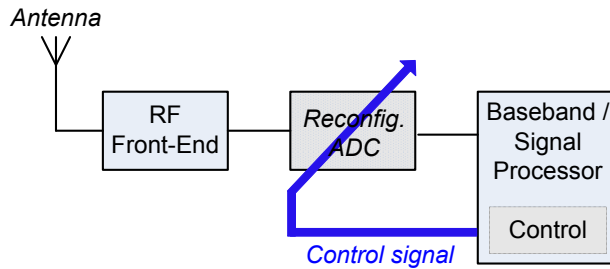 Antenna
RF
Front-End
Reconfig.
ADC
Baseband /
Signal
Processor
Control
Control signal